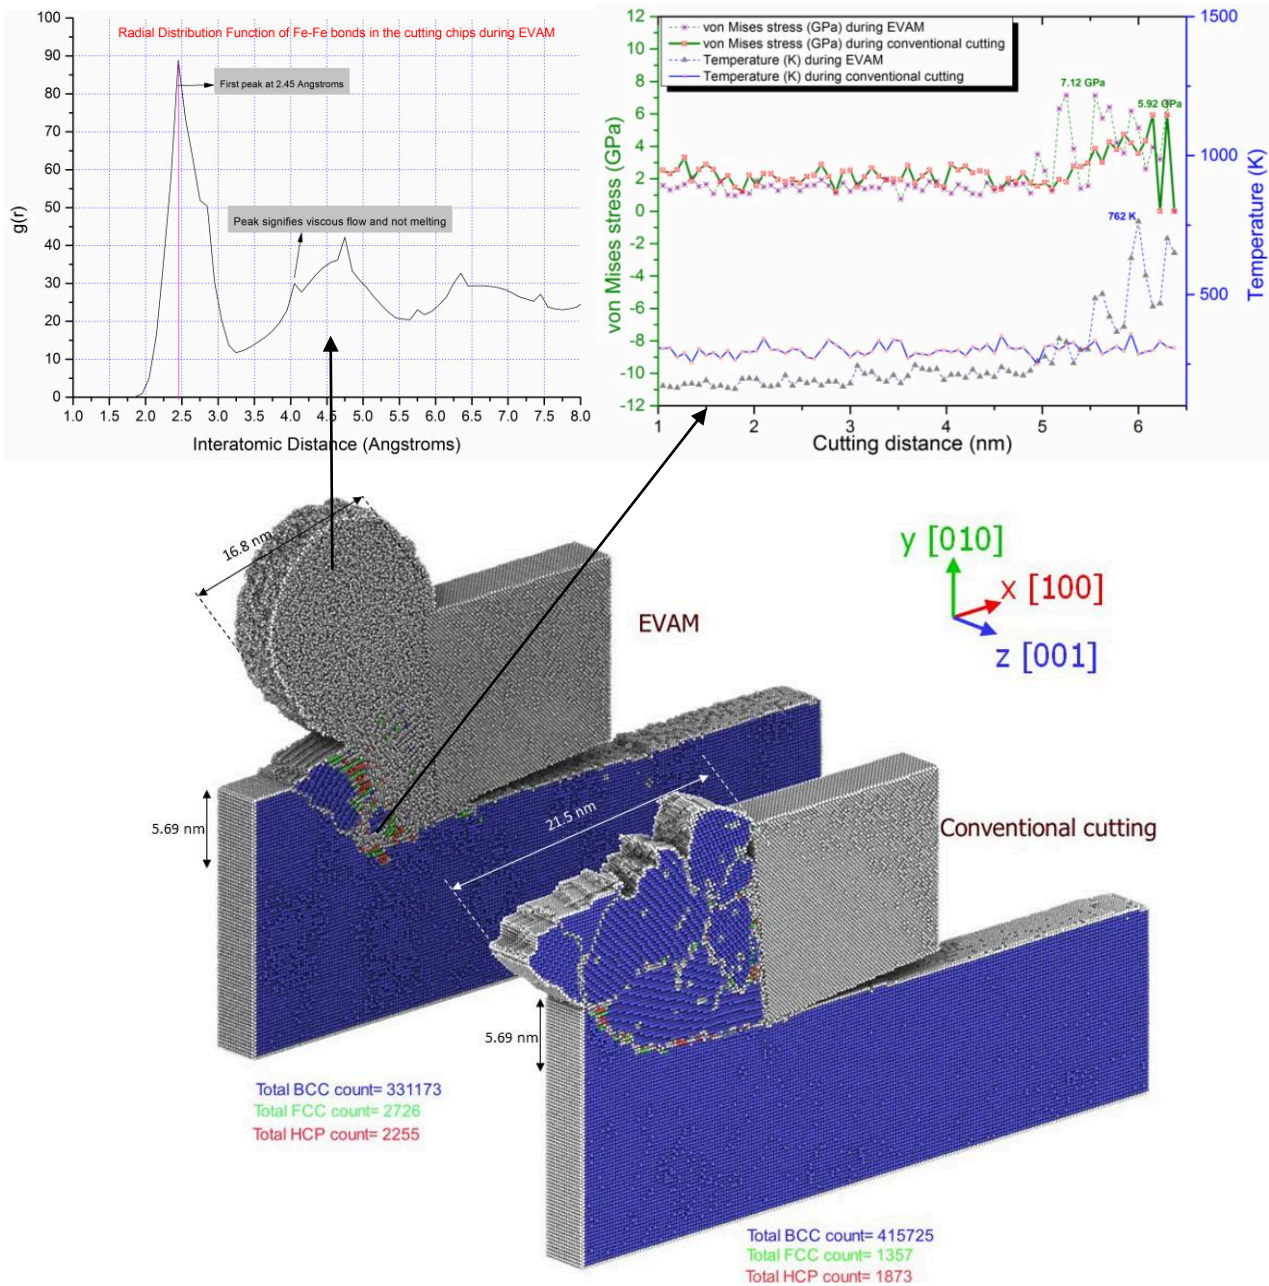 Radial Distribution Function of Fe-Fe bonds in the cutting chips during EVAM
First peak at 2.45 Angstroms
Peak signifies viscous flow and not melting
g(r)
100
90
80
70
60
50
40
30
20
10
0
1.0 1.5 2.0 2.5 3.0 3.5 4.0 4.5 5.0 5.5 6.0 6.5 7.0 7.5 8.0
Interatomic Distance (Angstroms)
von Mises stress (GPa) during EVAM
von Mises stress (GPa) during conventional cutting
Temperature (K) during EVAM
Temperature (K) during conventional cutting
7.12 GPa
5.92 GPa
762 K
von Mises stress (GPa)
12
10
8
6
4
2
0
-2
-4
-6
-8
-10
-12
1 2 3 4 5 6
Cutting distance (nm)
1500
1000
500
Temperature (K)
16.8 nm
EVAM
y [010]
x [100]
z [001]
5.69 nm
21.5 nm
Conventional cutting
5.69 nm
Total BCC count= 331173
Total FCC count= 2726
Total HCP count= 2255
Total BCC count= 415725
Total FCC count= 1357
Total HCP count= 1873